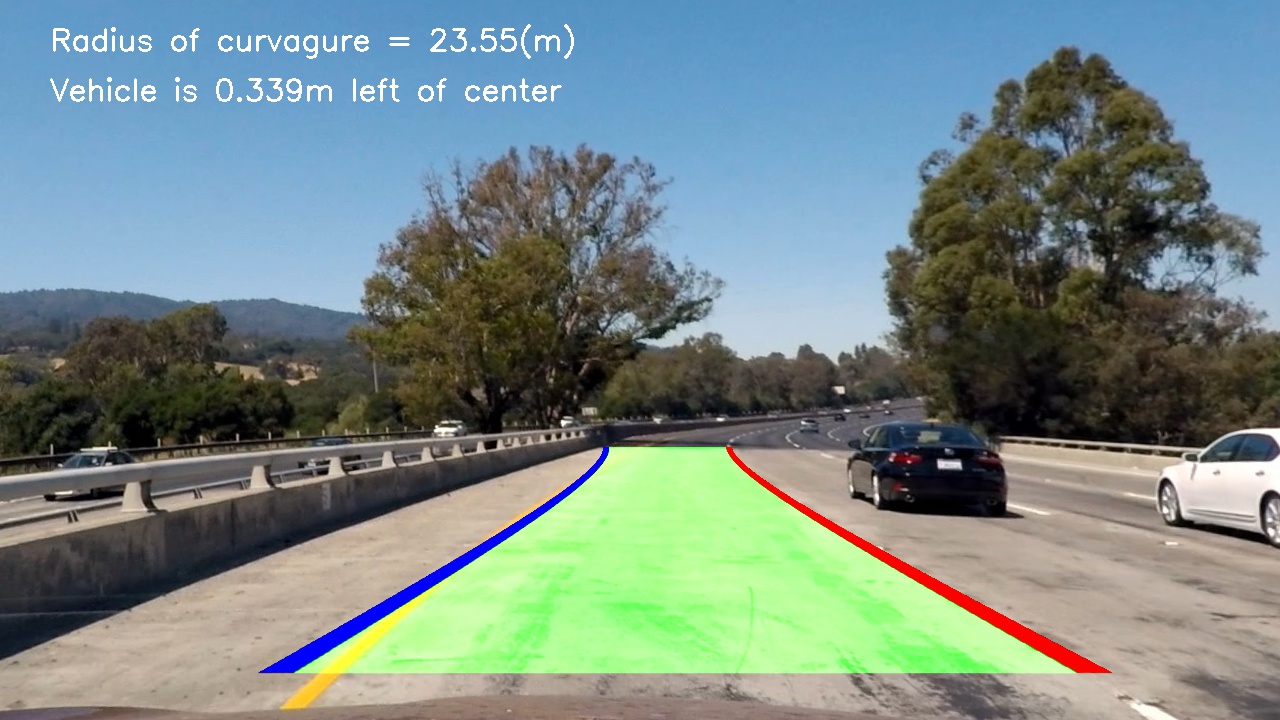 Radius of curvagure = 23.55(m)
Vehicle is 0.339m left of center